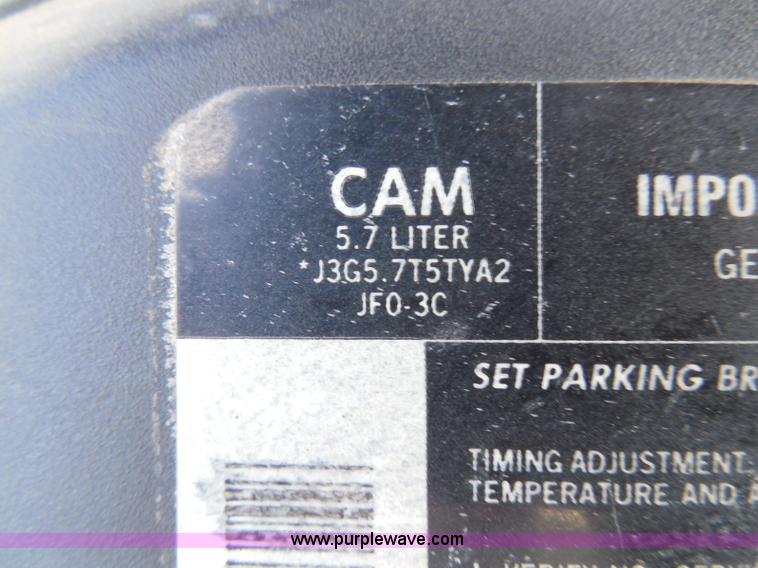 CAM
5.7 LITER
*J3G5.7T5TYA2
JF0-3C
IMPO
GE
SET PARKING BR
TIMING ADJUSTMENT:
TEMPERATURE AND A
www.purplewave.com